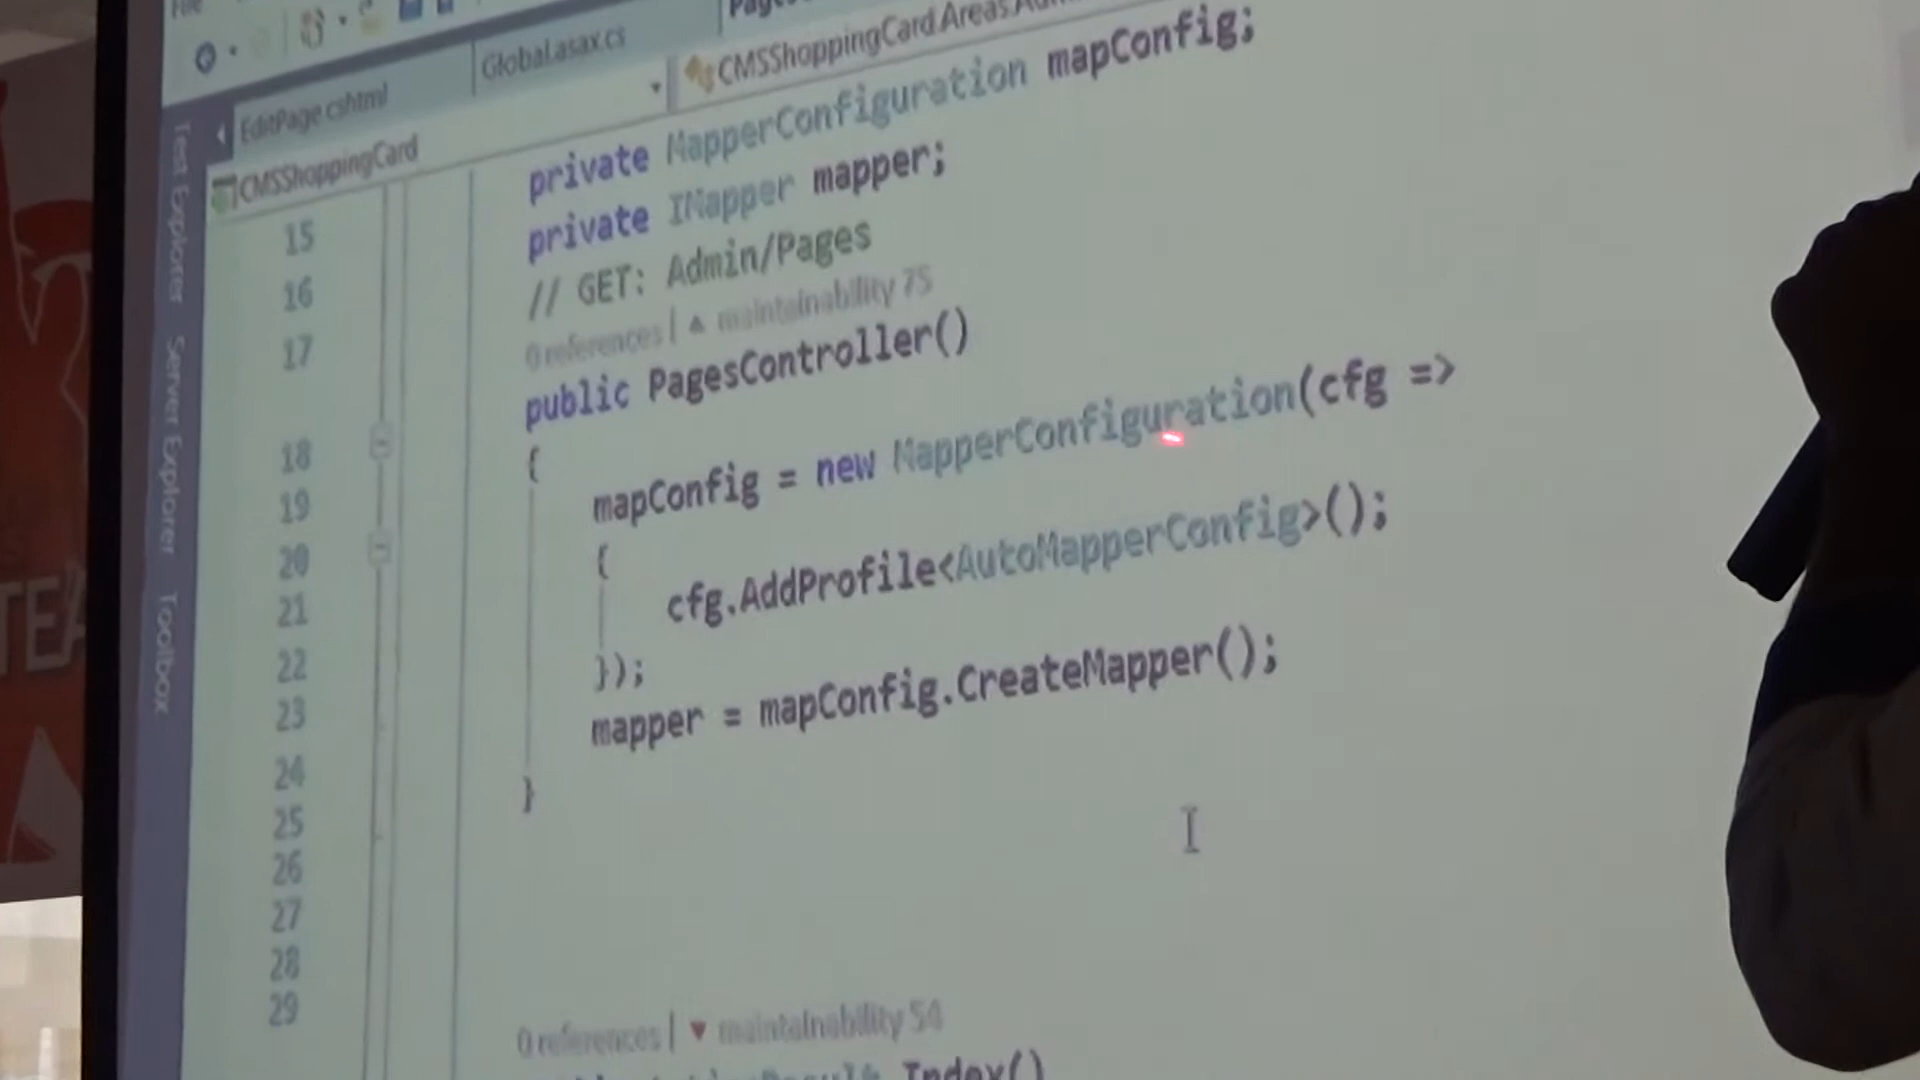 File
Global.asax.cs
EditPage.cshtml
CMSShoppingCard.Areas
CMSShoppingCard
Test Explorer
Server Explorer
Toolbox
private MapperConfiguration mapConfig;
15 private IMapper mapper;
16 // GET: Admin/Pages
17
0 references | ▲ maintainability 75
public PagesController()
18 {
19 mapConfig = new MapperConfiguration(cfg =>
20 {
21 cfg.AddProfile<AutoMapperConfig>();
22 });
23 mapper = mapConfig.CreateMapper();
24
25 }
26
27
28
29
0 references | ▼ maintainability 54
Index()
TEA